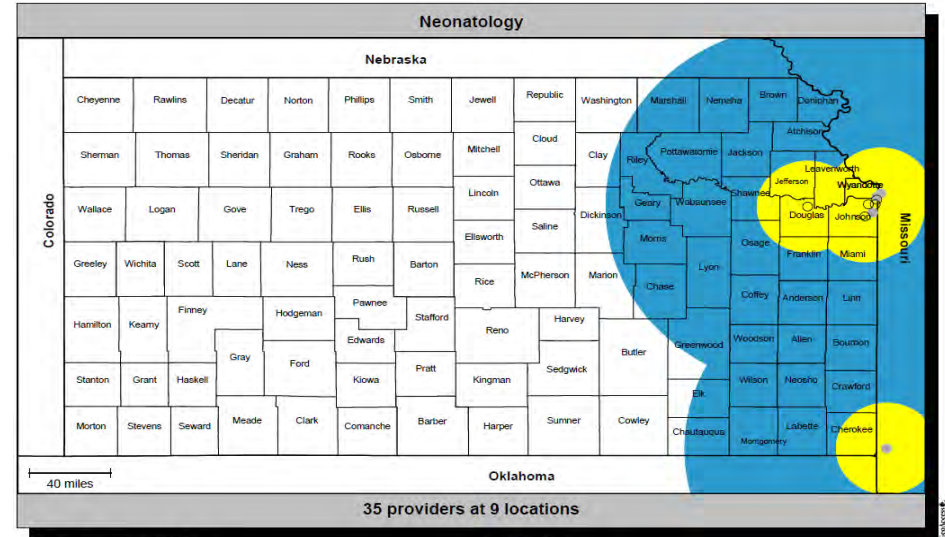 Neonatology
Nebraska
Cheyenne Rawlins Decatur Norton Phillips Smith Jewell Republic Washington Marshall Nemaha Brown Doniphan
Atchison
Sherman Thomas Sheridan Graham Rooks Osborne Mitchell Cloud Clay Riley Pottawatomie Jackson
Jefferson Leavenworth Wyandotte
Wallace Logan Gove Trego Ellis Russell Lincoln Ottawa Saline Dickinson Geary Wabaunsee Shawnee Douglas Johnson
Colorado
Missouri
Ellsworth Morris Osage Franklin Miami
Greeley Wichita Scott Lane Ness Rush Barton Rice McPherson Marion Chase Lyon
Hamilton Kearny Finney Hodgeman Pawnee Stafford Reno Harvey Coffey Anderson Linn
Gray Ford Edwards Pratt Sedgwick Butler Greenwood Woodson Allen Bourbon
Stanton Grant Haskell Kiowa Kingman Elk Wilson Neosho Crawford
Morton Stevens Seward Meade Clark Comanche Barber Harper Sumner Cowley Chautauqua Montgomery Labette Cherokee
40 miles
Oklahoma
35 providers at 9 locations